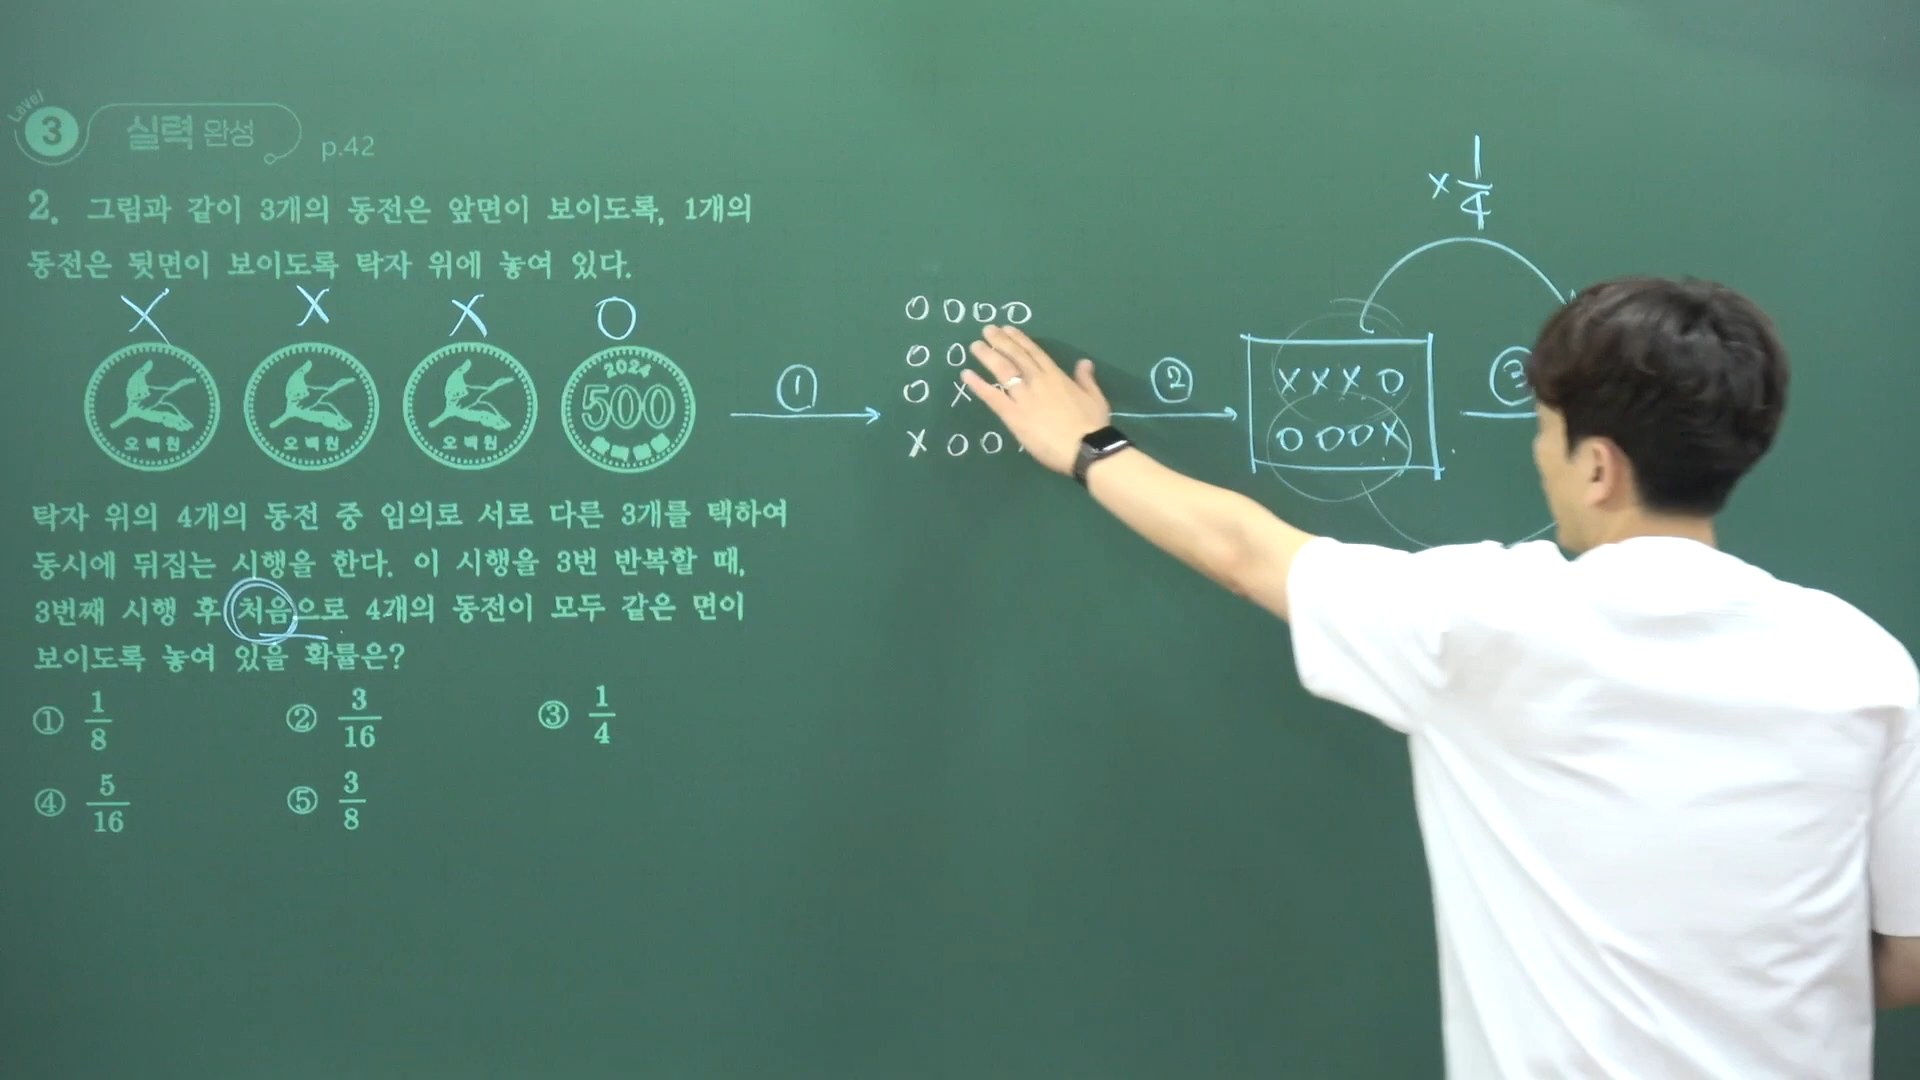 Level 3 실력 완성 p.42
2. 그림과 같이 3개의 동전은 앞면이 보이도록, 1개의
동전은 뒷면이 보이도록 탁자 위에 놓여 있다.
X X X O
오백원 오백원 오백원 2024 500
탁자 위의 4개의 동전 중 임의로 서로 다른 3개를 택하여
동시에 뒤집는 시행을 한다. 이 시행을 3번 반복할 때,
3번째 시행 후 처음으로 4개의 동전이 모두 같은 면이
보이도록 놓여 있을 확률은?
① 1/8 ② 3/16 ③ 1/4
④ 5/16 ⑤ 3/8
①
O O O O
O O
O X
X O O
②
× 1/4
X X X O
O O O X
③